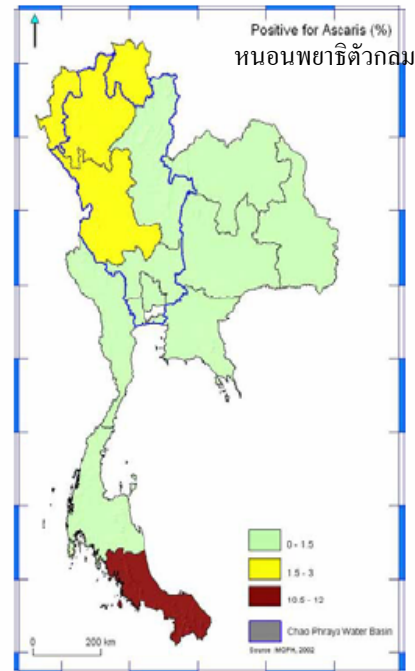 Positive for Ascaris (%)
หนอนพยาธิตัวกลม
0 - 1.5
1.5 - 3
10.5 - 12
Chao Phraya Water Basin
Source : MOPH, 2002
0 200 km